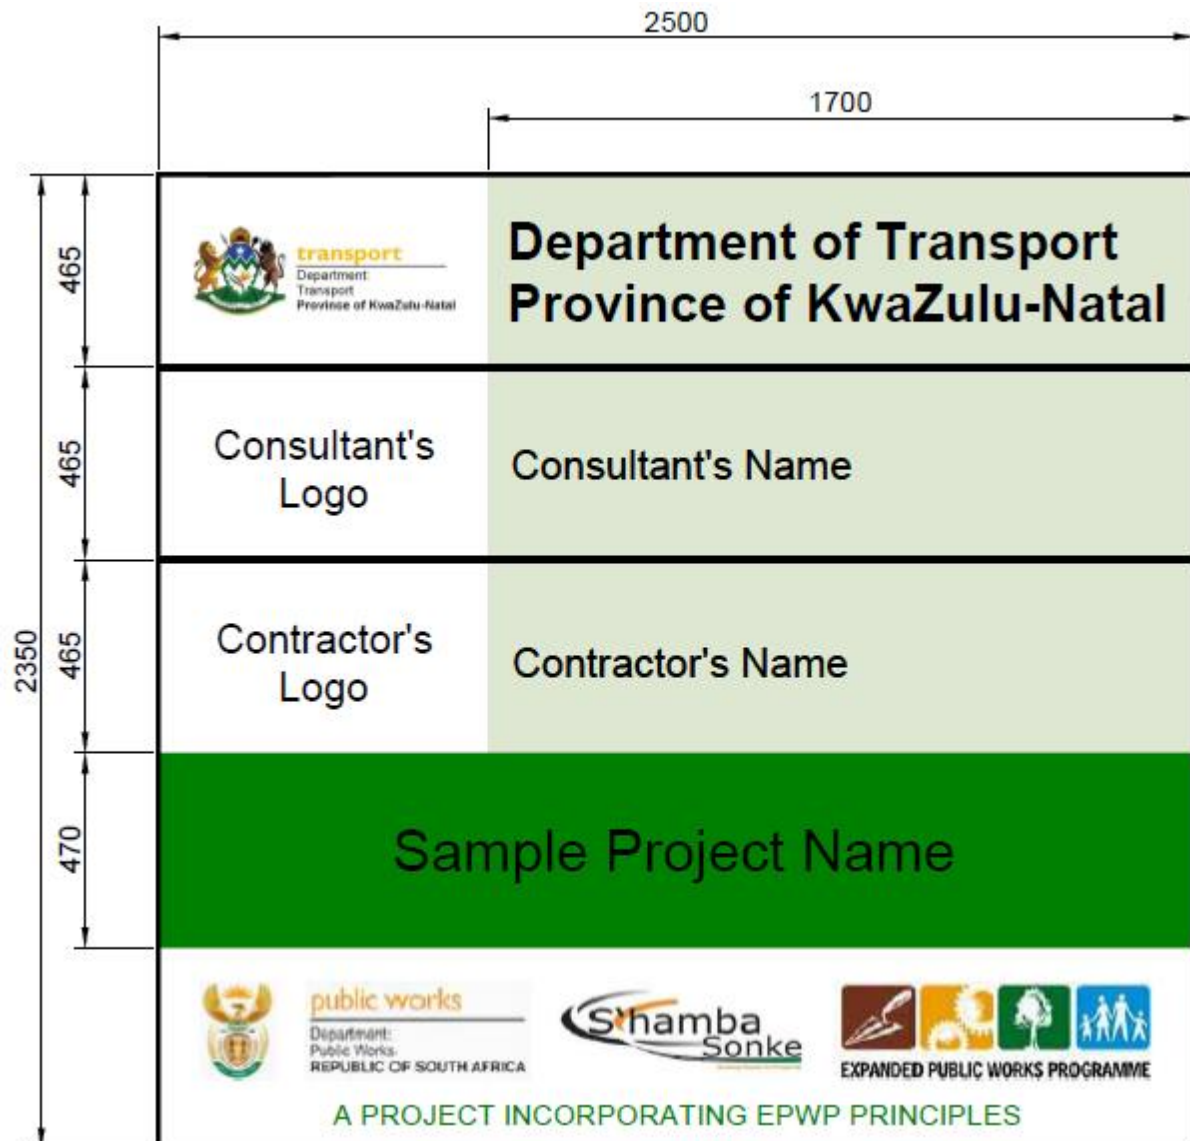 2500
1700
2350
465
transport
Department
Transport
Province of KwaZulu-Natal
Department of Transport
Province of KwaZulu-Natal
465
Consultant's
Logo
Consultant's Name
465
Contractor's
Logo
Contractor's Name
470
Sample Project Name
public works
Department:
Public Works
REPUBLIC OF SOUTH AFRICA
S'hamba
Sonke
EXPANDED PUBLIC WORKS PROGRAMME
A PROJECT INCORPORATING EPWP PRINCIPLES